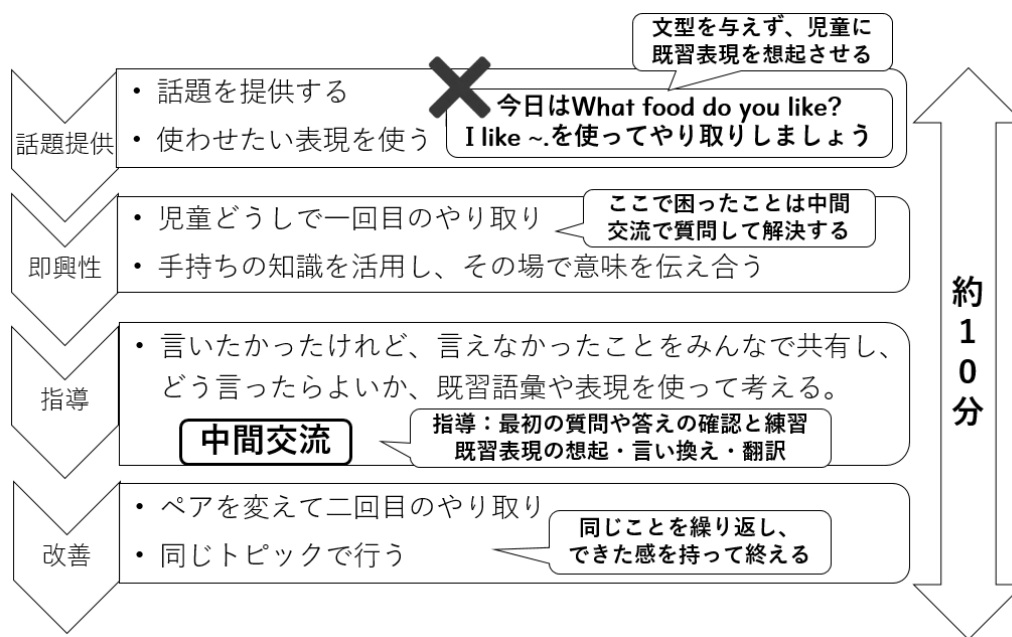 文型を与えず、児童に
既習表現を想起させる
話題提供
• 話題を提供する
• 使わせたい表現を使う
今日はWhat food do you like?
I like ~.を使ってやり取りしましょう
即興性
• 児童どうしで一回目のやり取り
• 手持ちの知識を活用し、その場で意味を伝え合う
ここで困ったことは中間
交流で質問して解決する
指導
• 言いたかったけれど、言えなかったことをみんなで共有し、
どう言ったらよいか、既習語彙や表現を使って考える。
中間交流
指導：最初の質問や答えの確認と練習
既習表現の想起・言い換え・翻訳
改善
• ペアを変えて二回目のやり取り
• 同じトピックで行う
同じことを繰り返し、
できた感を持って終える
約10分